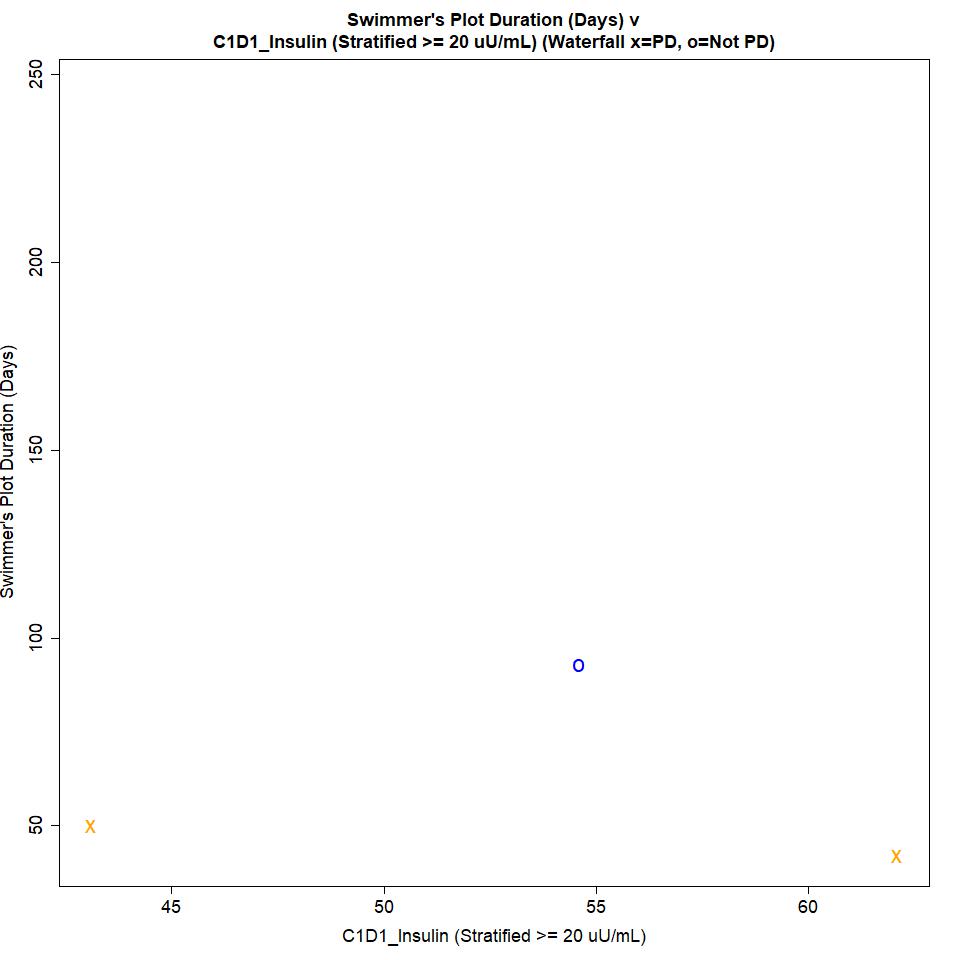 Swimmer's Plot Duration (Days) v
C1D1_Insulin (Stratified >= 20 uU/mL) (Waterfall x=PD, o=Not PD)
250
200
150
100
50
Swimmer's Plot Duration (Days)
X
O
X
45 50 55 60
C1D1_Insulin (Stratified >= 20 uU/mL)